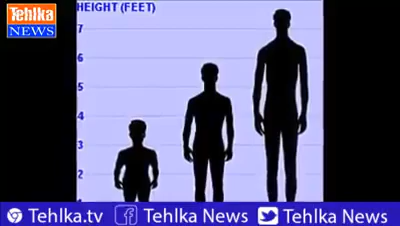 Tehlka
NEWS
HEIGHT (FEET)
7
6
5
4
3
2
Tehlka.tv
f
Tehlka News
Tehlka News